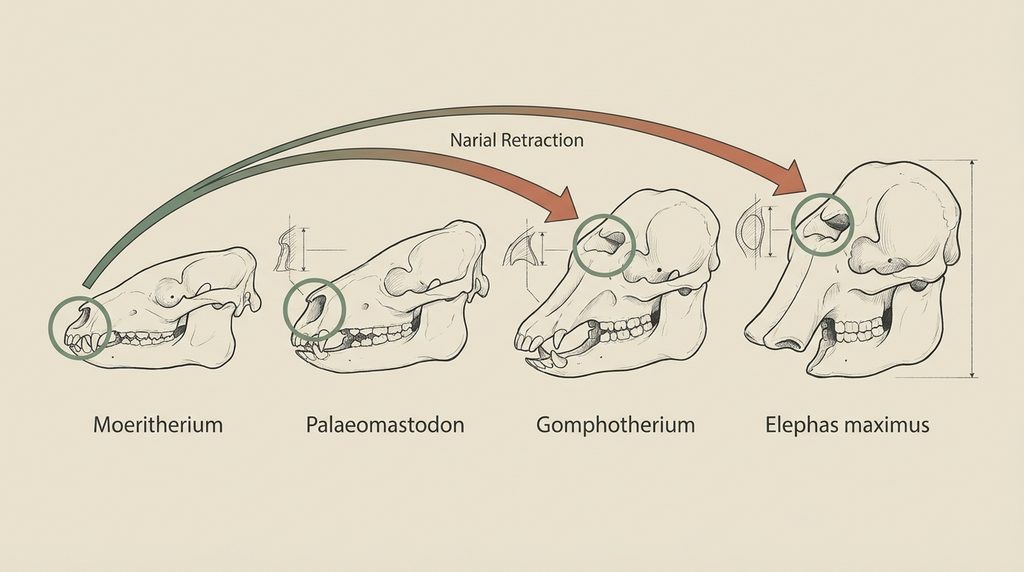 Narial Retraction
Moeritherium
Palaeomastodon
Gomphotherium
Elephas maximus